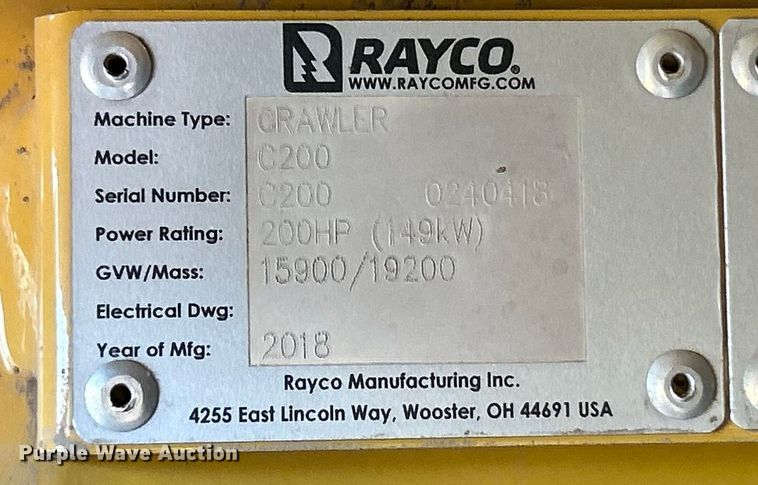 RAYCO®
WWW.RAYCOMFG.COM
Machine Type: CRAWLER
Model: C200
Serial Number: C200 0240418
Power Rating: 200HP (149kW)
GVW/Mass: 15900/19200
Electrical Dwg:
Year of Mfg: 2018
Rayco Manufacturing Inc.
4255 East Lincoln Way, Wooster, OH 44691 USA
Purple Wave Auction